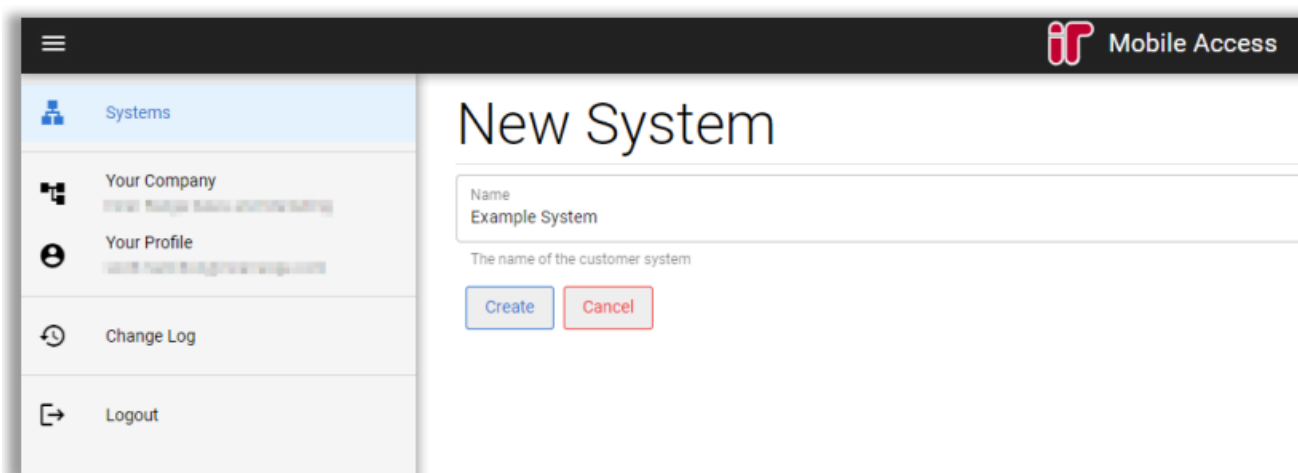 Mobile Access
Systems
Your Company
Your Profile
Change Log
Logout
New System
Name
Example System
The name of the customer system
Create
Cancel